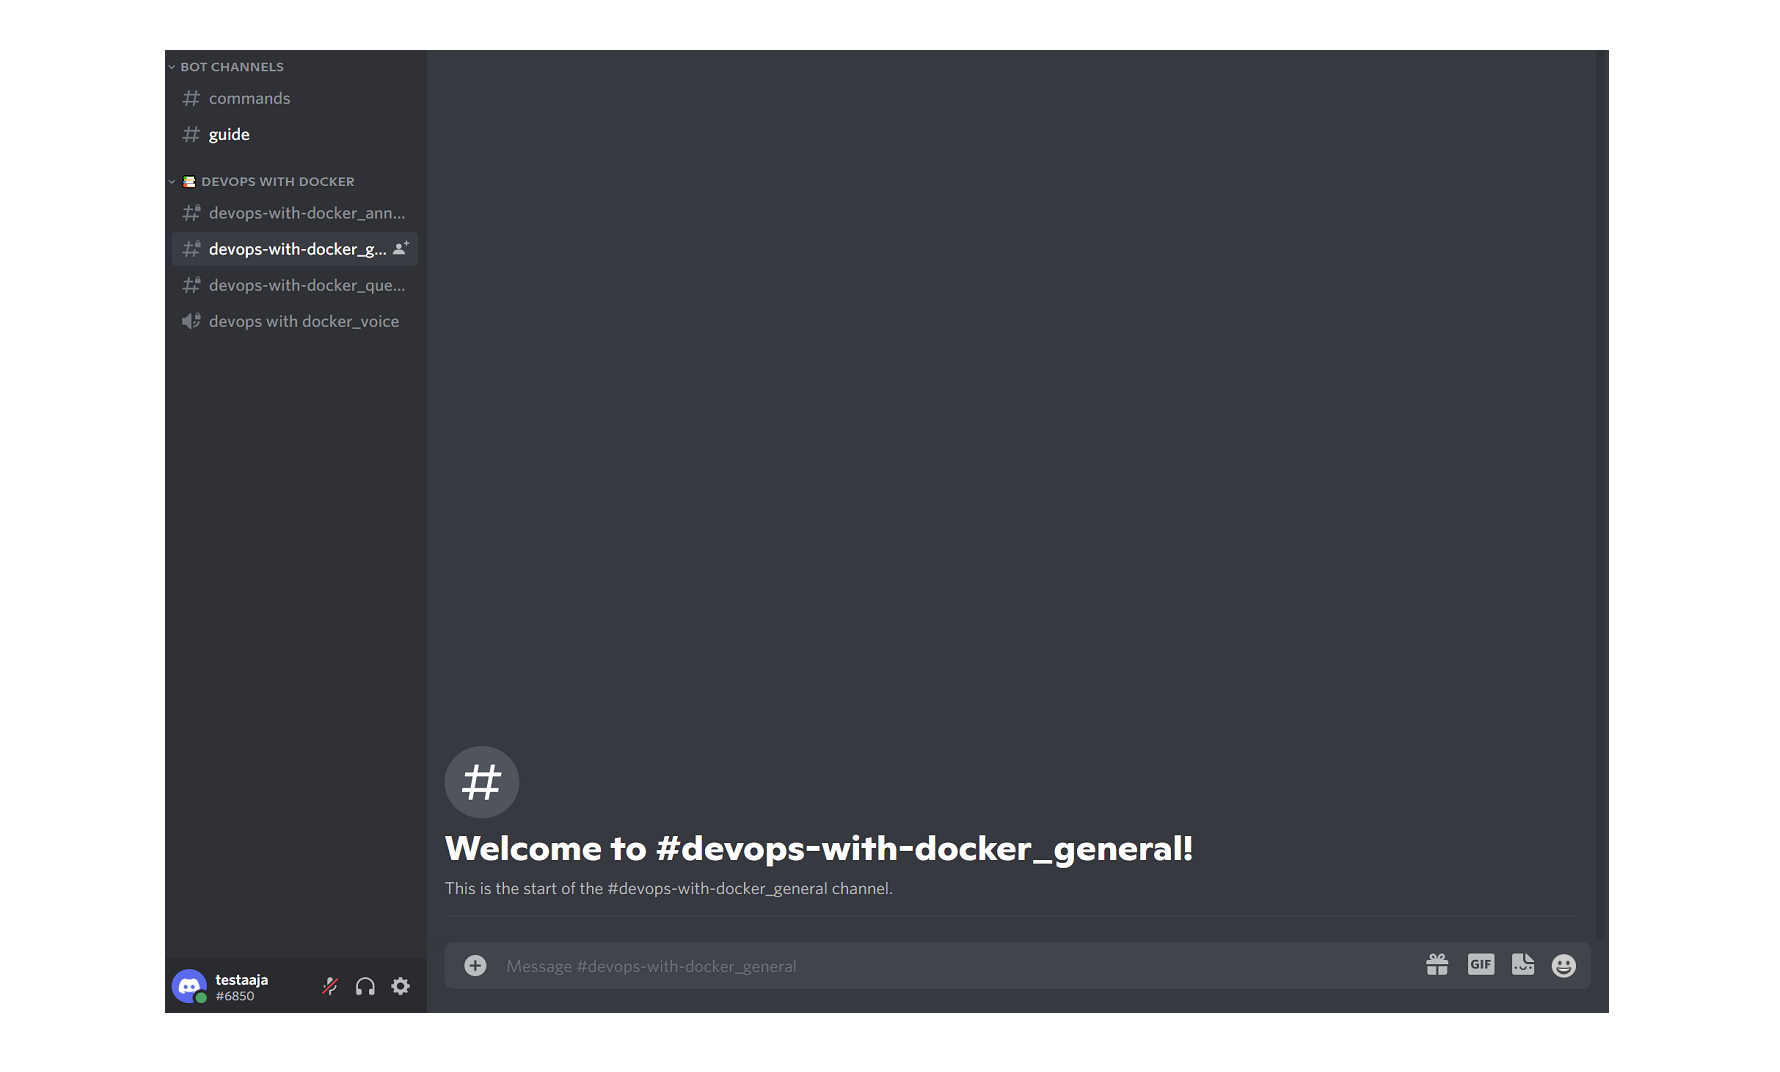 BOT CHANNELS
commands
guide
DEVOPS WITH DOCKER
devops-with-docker_ann...
devops-with-docker_g...
devops-with-docker_que...
devops with docker_voice
Welcome to #devops-with-docker_general!
This is the start of the #devops-with-docker_general channel.
Message #devops-with-docker_general
GIF
testaaja
#6850